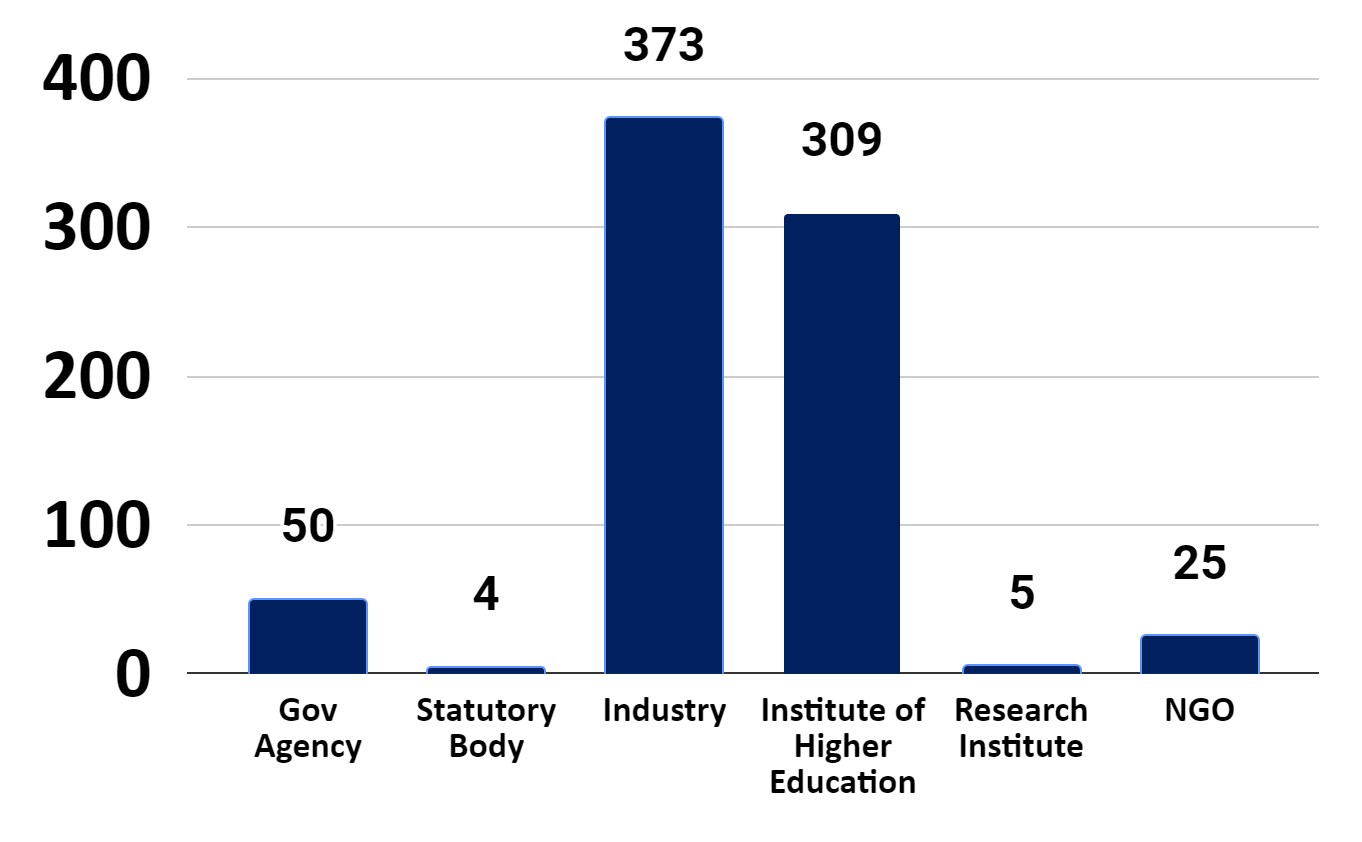 373
400
309
300
200
100
50
25
4
5
0
Gov
Agency
Statutory
Body
Industry
Institute of
Higher
Education
Research
Institute
NGO